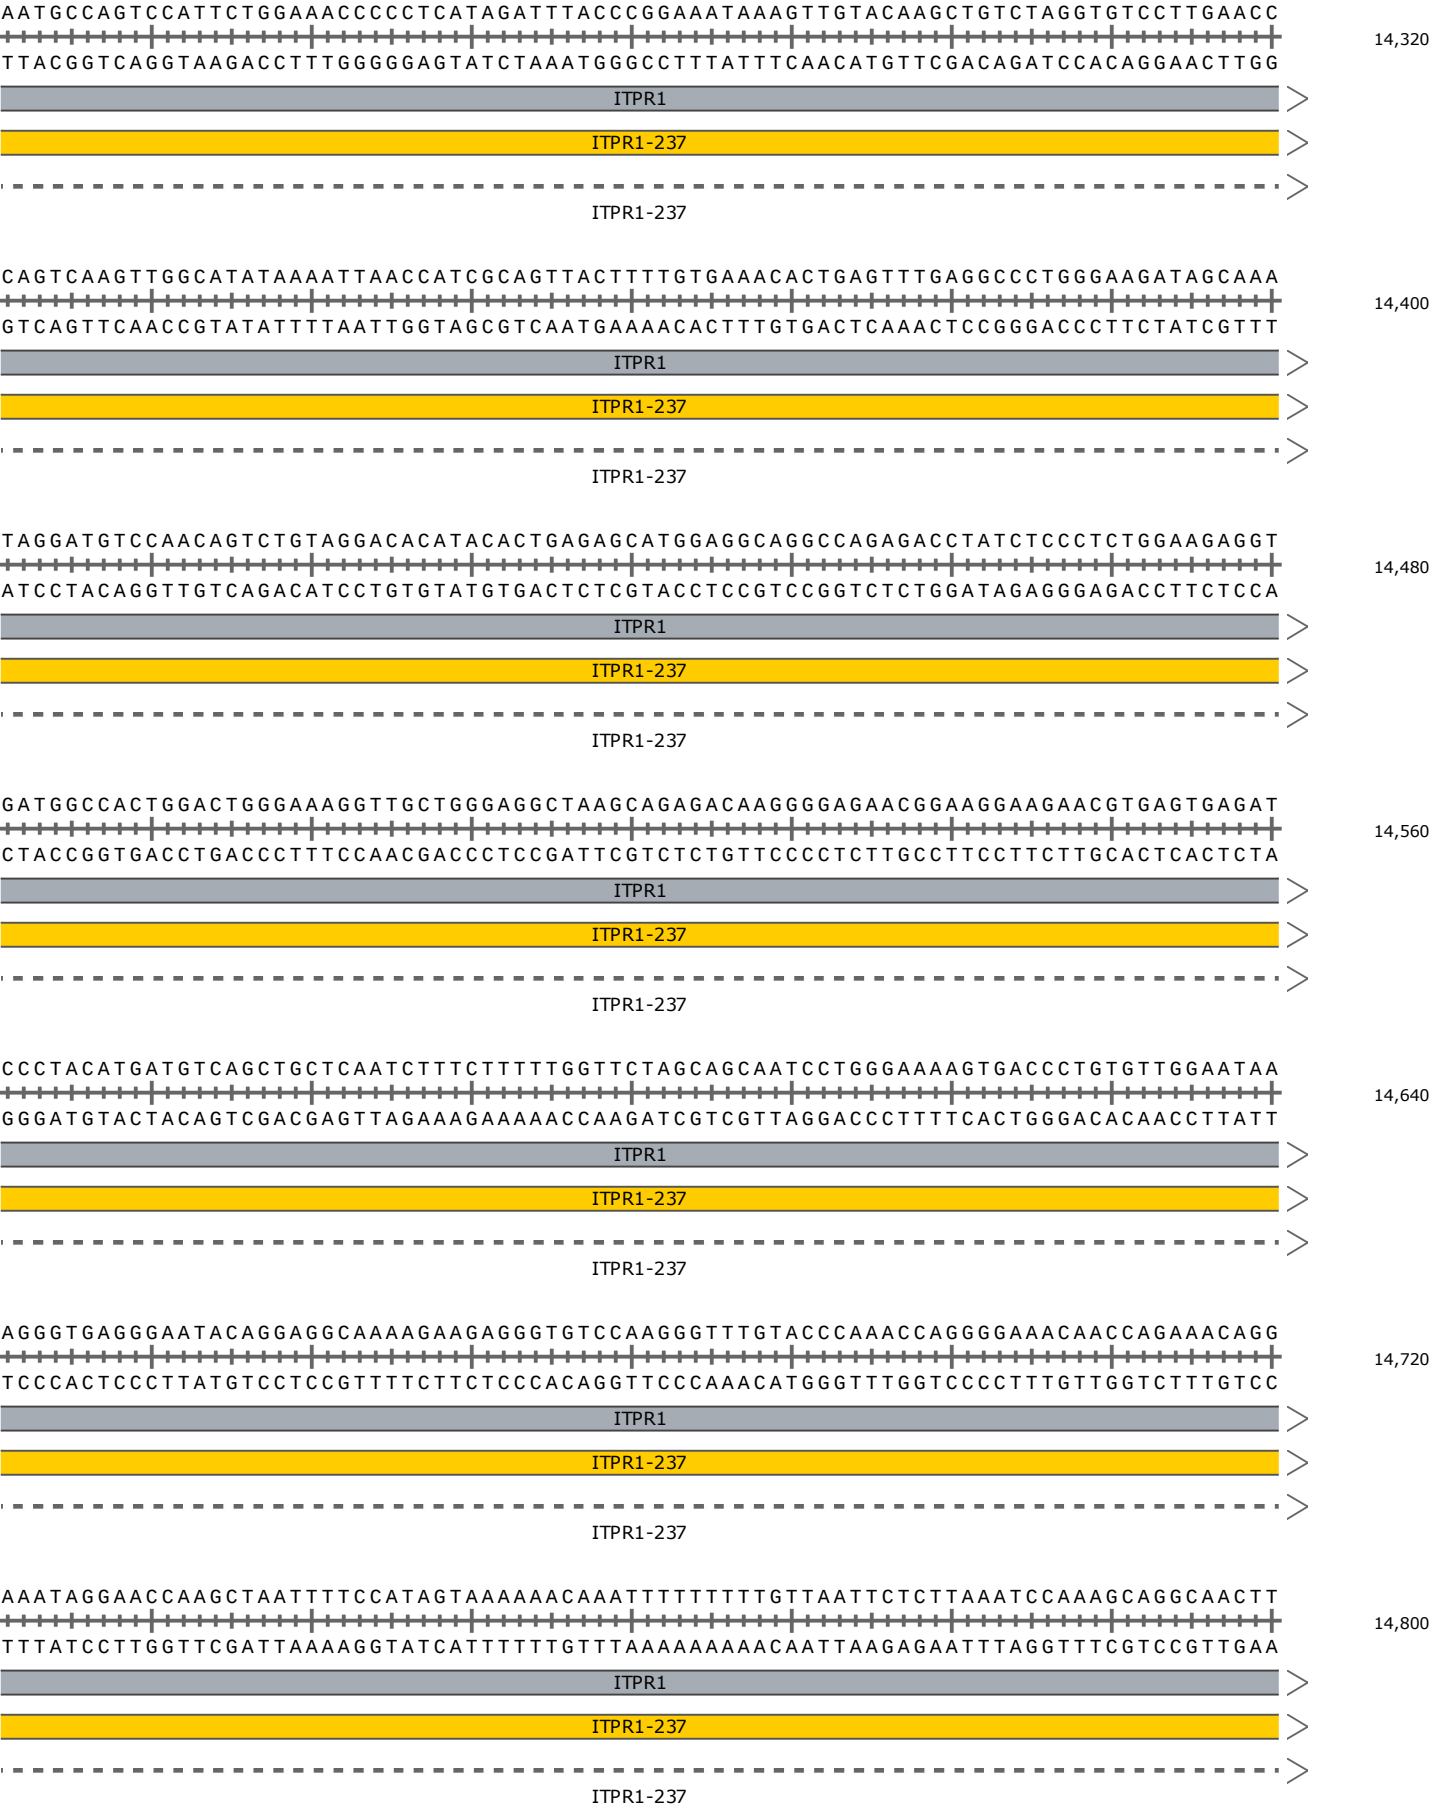 AATGCCAGTCCATTCTGGAAACCCCCTCATAGATTTACCCGGAAATAAAGTTGTACAAGCTGTCTAGGTGTCCTTGAACC
14,320
TTACGGTCAGGTAAGACCTTTGGGGGAGTATCTAAATGGGCCTTTATTTCAACATGTTCGACAGATCCACAGGAACTTGG
ITPR1
ITPR1-237
ITPR1-237
CAGTCAAGTTGGCATATAAAATTAACCATCGCAGTTACTTTTGTGAAACACTGAGTTTGAGGCCCTGGGAAGATAGCAAA
14,400
GTCAGTTCAACCGTATATTTTAATTGGTAGCGTCAATGAAAACACTTTGTGACTCAAACTCCGGGACCCTTCTATCGTTT
ITPR1
ITPR1-237
ITPR1-237
TAGGATGTCCAACAGTCTGTAGGACACATACACTGAGAGCATGGAGGCAGGCCAGAGACCTATCTCCCTCTGGAAGAGGT
14,480
ATCCTACAGGTTGTCAGACATCCTGTGTATGTGACTCTCGTACCTCCGTCCGGTCTCTGGATAGAGGGAGACCTTCTCCA
ITPR1
ITPR1-237
ITPR1-237
GATGGCCACTGGACTGGGAAAGGTTGCTGGGAGGCTAAGCAGAGACAAGGGGAGAACGGAAGGAAGAACGTGAGTGAGAT
14,560
CTACCGGTGACCTGACCCTTTCCAACGACCCTCCGATTCGTCTCTGTTCCCCTCTTGCCTTCCTTCTTGCACTCACTCTA
ITPR1
ITPR1-237
ITPR1-237
CCCTACATGATGTCAGCTGCTCAATCTTTCTTTTTGGTTCTAGCAGCAATCCTGGGAAAAGTGACCCTGTGTTGGAATAA
14,640
GGGATGTACTACAGTCGACGAGTTAGAAAGAAAAACCAAGATCGTCGTTAGGACCCTTTTCACTGGGACACAACCTTATT
ITPR1
ITPR1-237
ITPR1-237
AGGGTGAGGGAATACAGGAGGCAAAAGAAGAGGGTGTCCAAGGGTTTGTACCCAAACCAGGGGAAACAACCAGAAACAGG
14,720
TCCCACTCCCTTATGTCCTCCGTTTTCTTCTCCCACAGGTTCCCAAACATGGGTTTGGTCCCCTTTGTTGGTCTTTGTCC
ITPR1
ITPR1-237
ITPR1-237
AAATAGGAACCAAGCTAATTTTCCATAGTAAAAAACAAATTTTTTTTTGTTAATTCTCTTAAATCCAAAGCAGGCAACTT
14,800
TTTATCCTTGGTTCGATTAAAAGGTATCATTTTTTGTTTAAAAAAAAACAATTAAGAGAATTTAGGTTTCGTCCGTTGAA
ITPR1
ITPR1-237
ITPR1-237